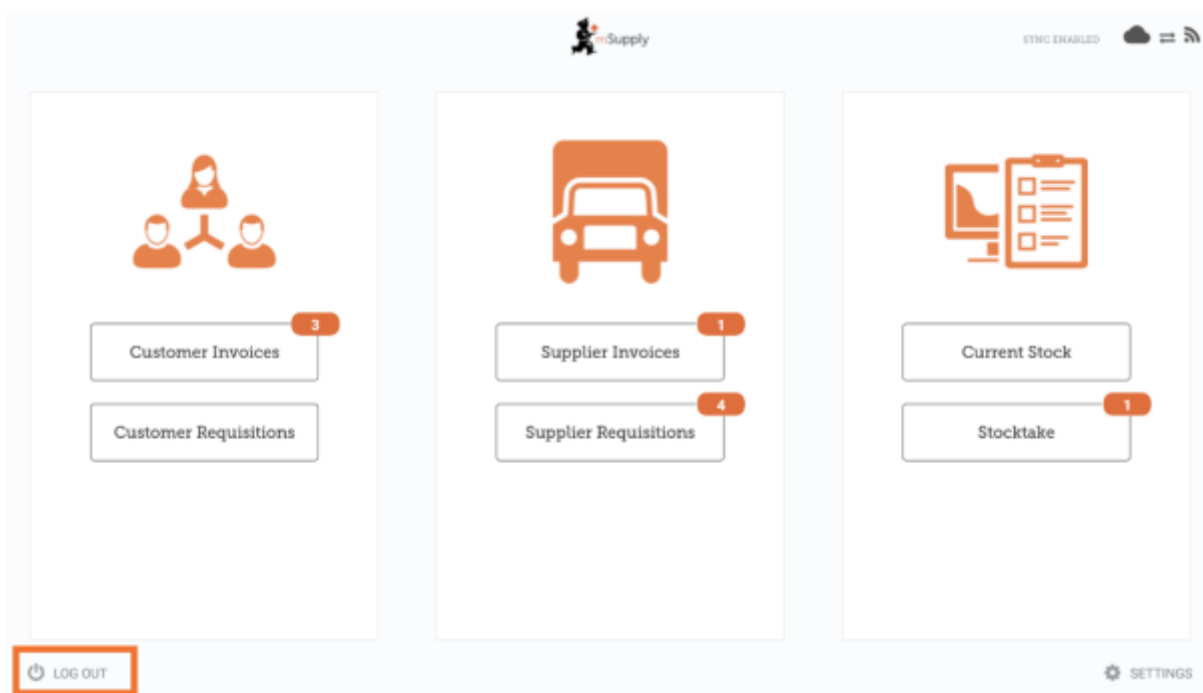 mSupply
SYNC ENABLED
3
Customer Invoices
Customer Requisitions
1
Supplier Invoices
4
Supplier Requisitions
Current Stock
1
Stocktake
LOG OUT
SETTINGS